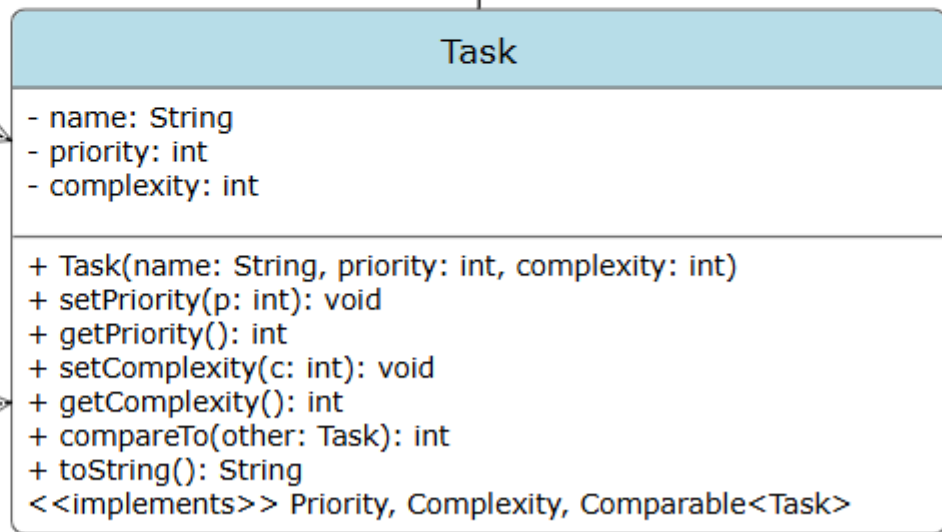 Task
- name: String
- priority: int
- complexity: int
+ Task(name: String, priority: int, complexity: int)
+ setPriority(p: int): void
+ getPriority(): int
+ setComplexity(c: int): void
+ getComplexity(): int
+ compareTo(other: Task): int
+ toString(): String
<<implements>> Priority, Complexity, Comparable<Task>